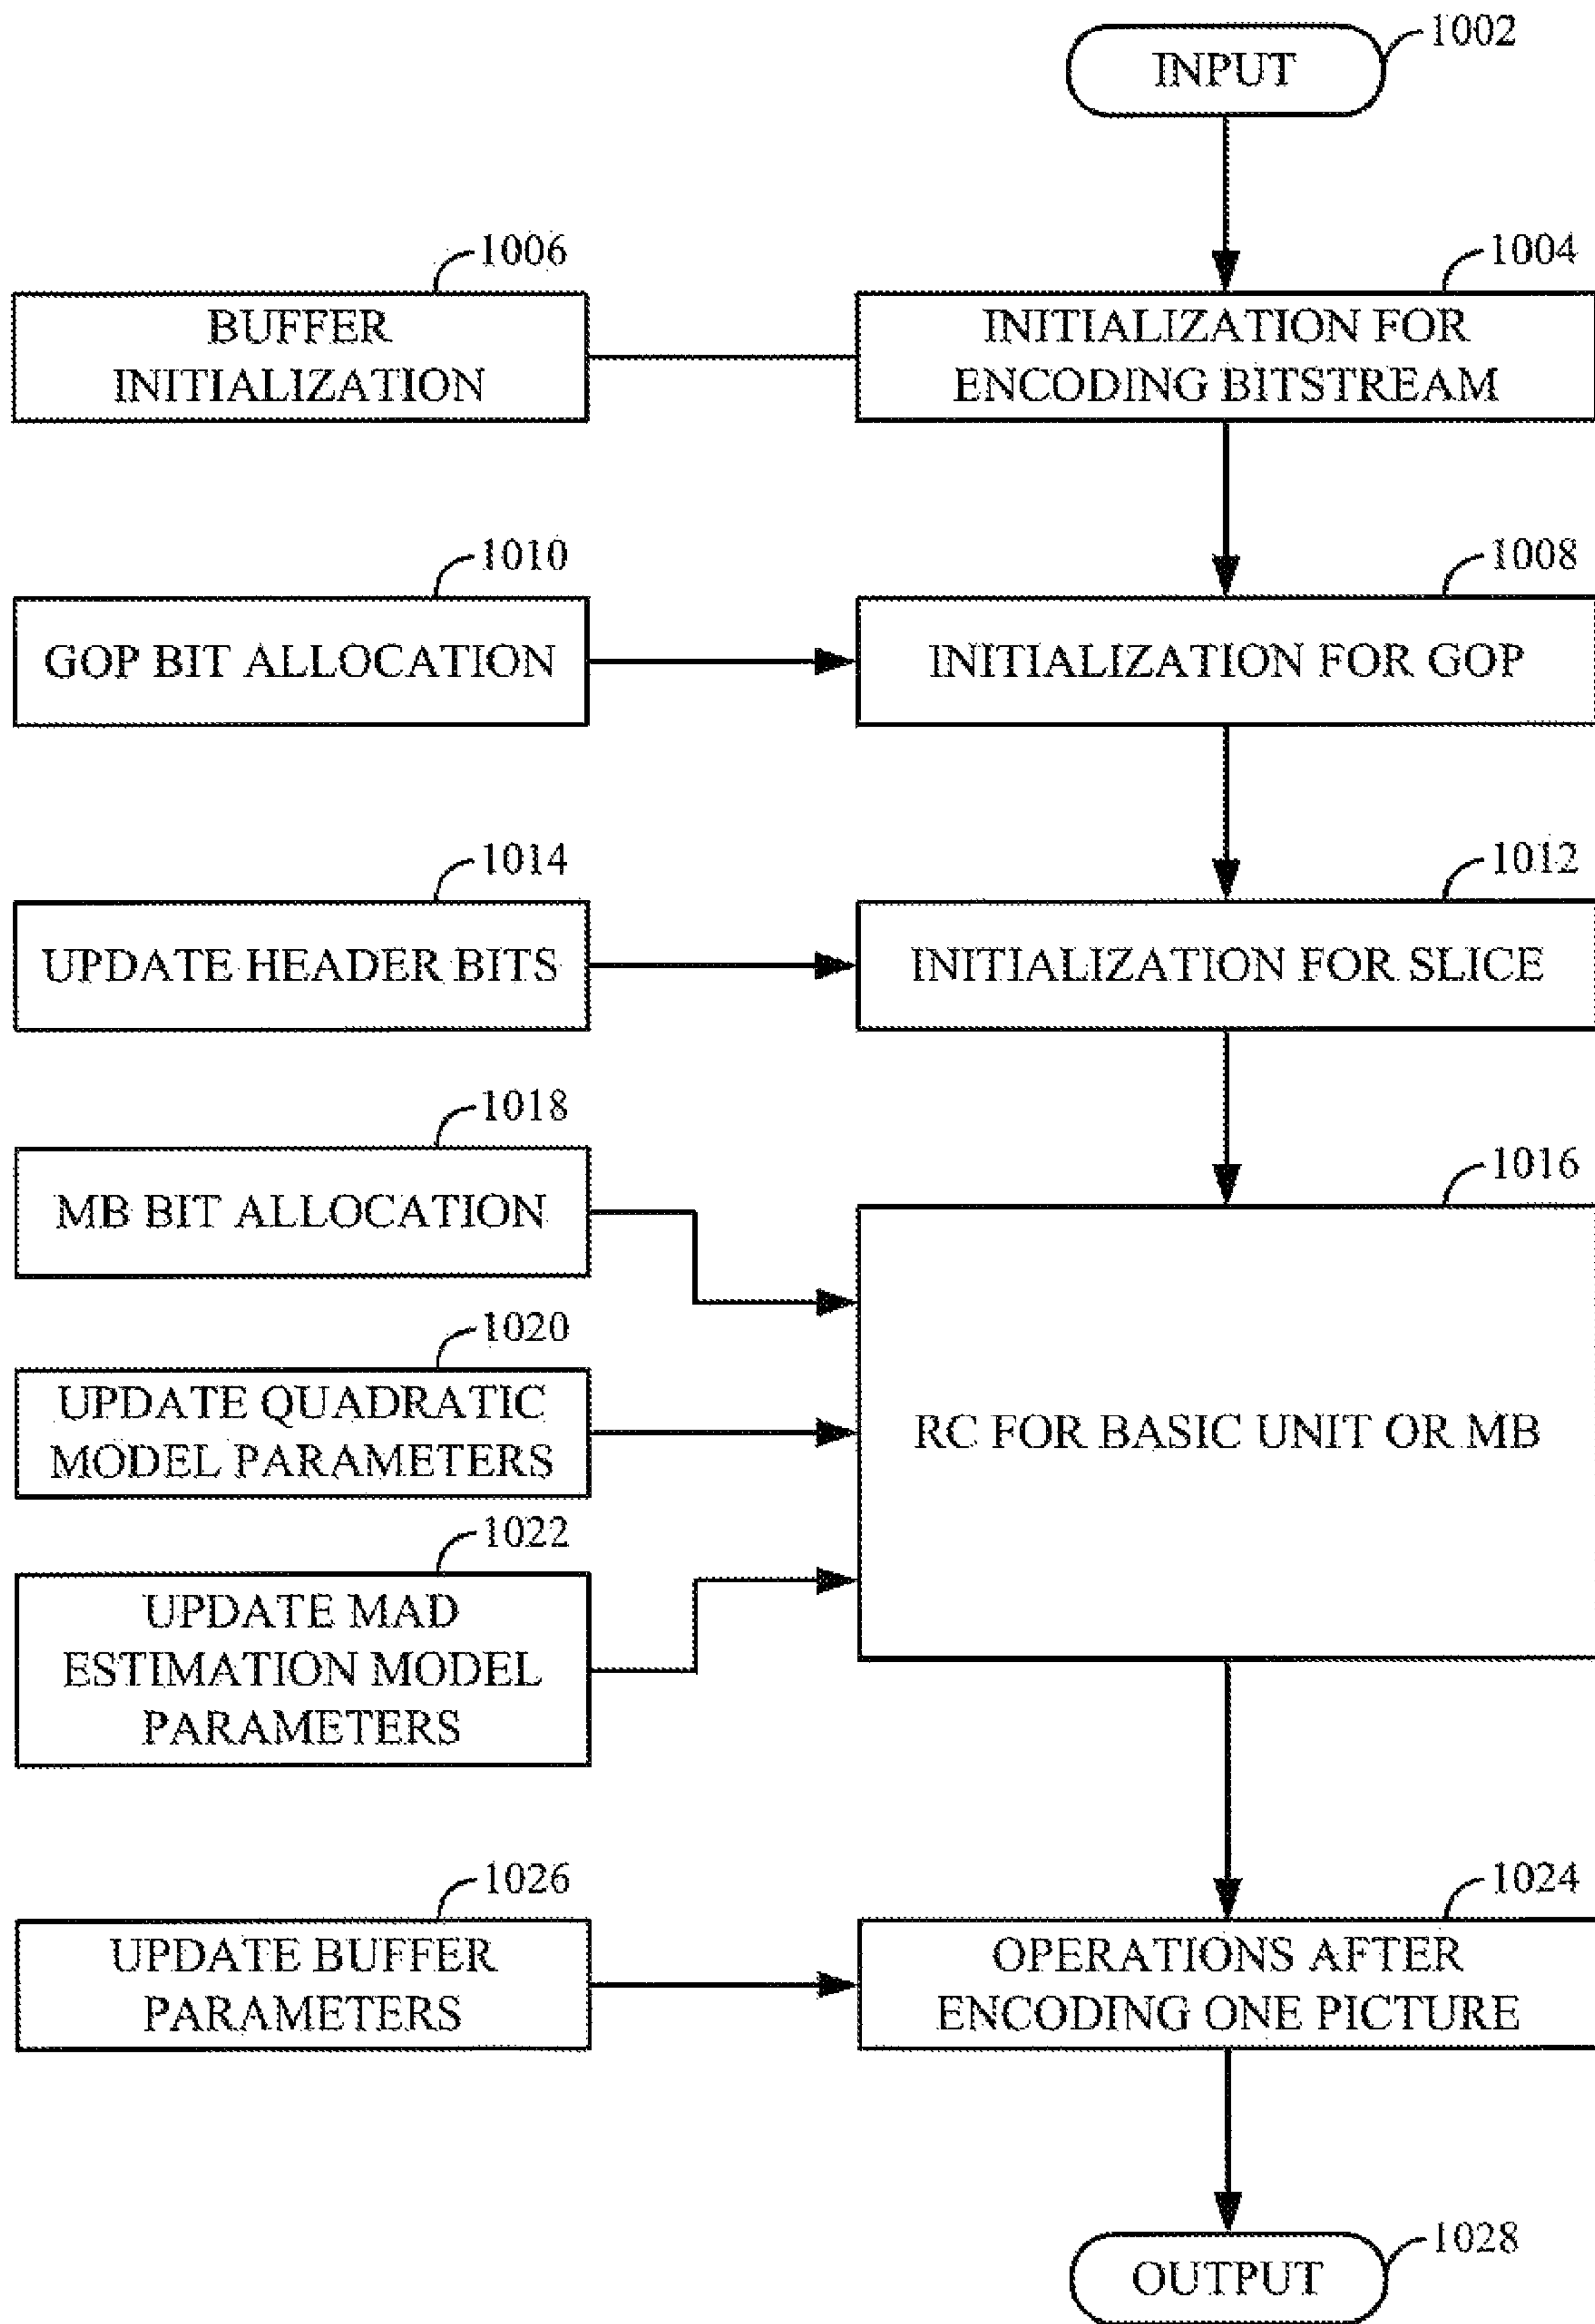 1002
INPUT
1006
BUFFER
INITIALIZATION
1004
INITIALIZATION FOR
ENCODING BITSTREAM
1010
GOP BIT ALLOCATION
1008
INITIALIZATION FOR GOP
1014
UPDATE HEADER BITS
1012
INITIALIZATION FOR SLICE
1018
MB BIT ALLOCATION
1016
RC FOR BASIC UNIT OR MB
1020
UPDATE QUADRATIC
MODEL PARAMETERS
1022
UPDATE MAD
ESTIMATION MODEL
PARAMETERS
1026
UPDATE BUFFER
PARAMETERS
1024
OPERATIONS AFTER
ENCODING ONE PICTURE
1028
OUTPUT